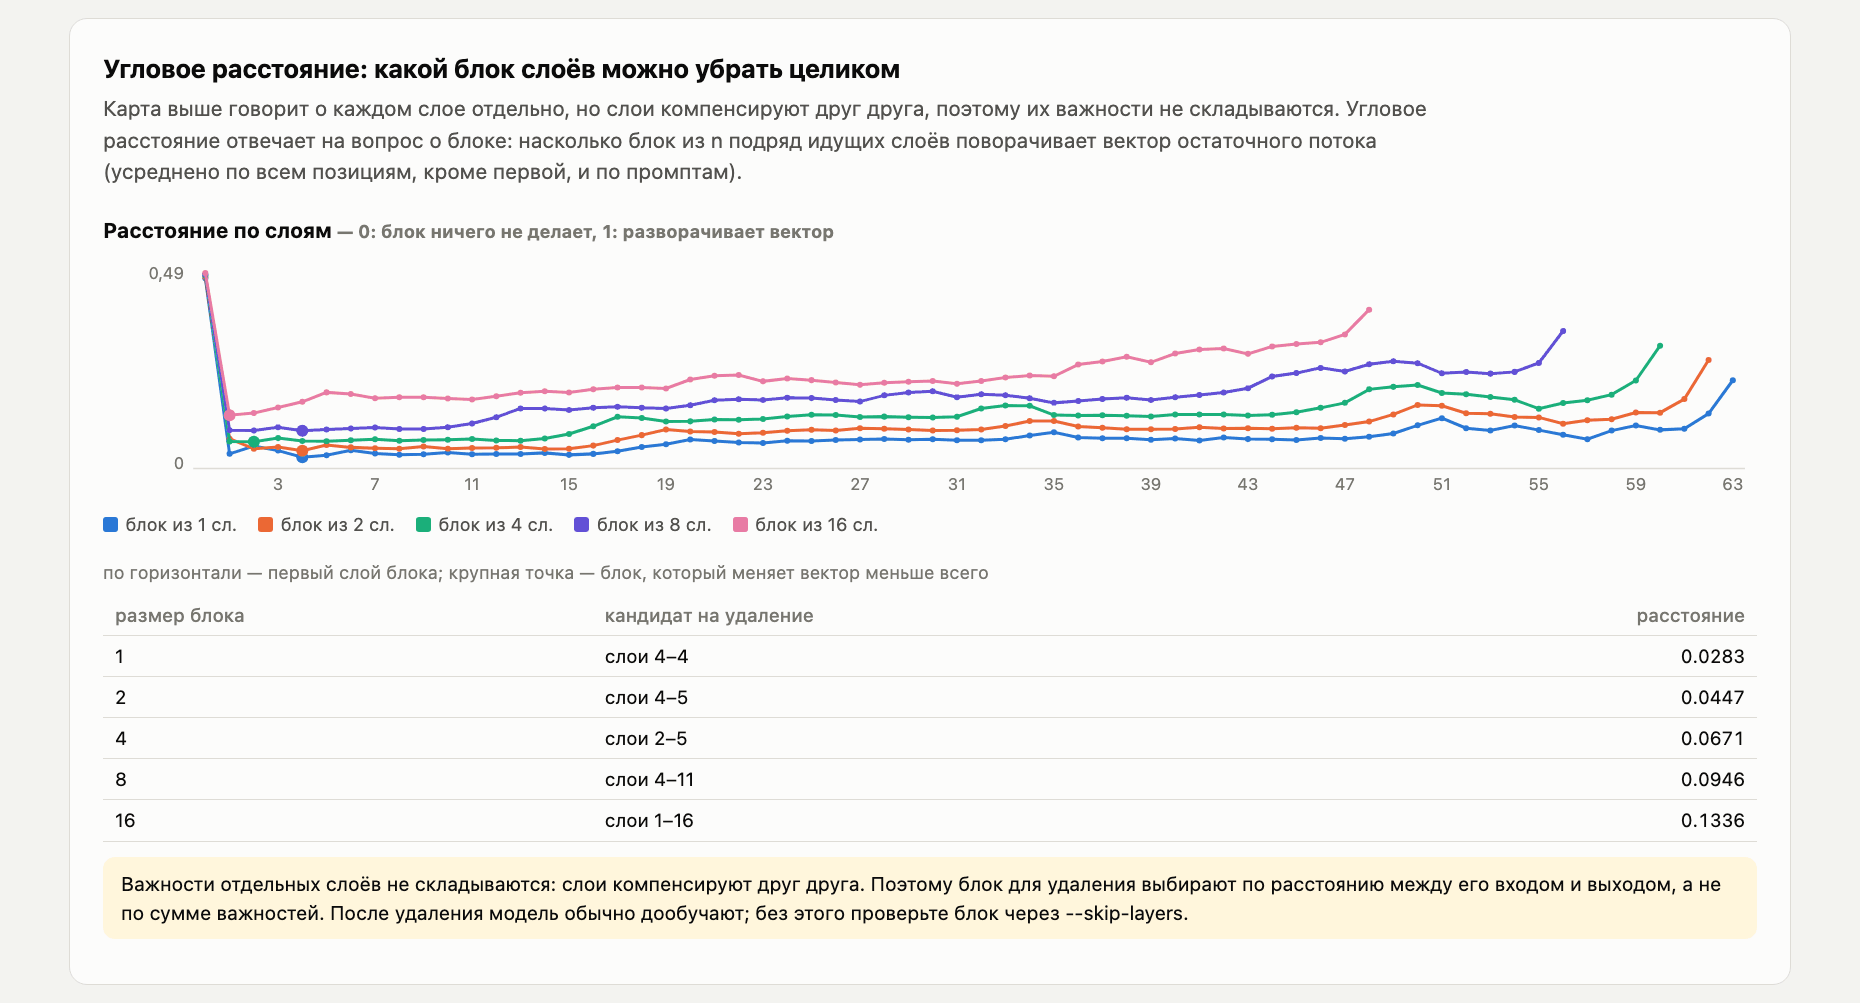 Угловое расстояние: какой блок слоёв можно убрать целиком
Карта выше говорит о каждом слое отдельно, но слои компенсируют друг друга, поэтому их важности не складываются. Угловое
расстояние отвечает на вопрос о блоке: насколько блок из n подряд идущих слоёв поворачивает вектор остаточного потока
(усреднено по всем позициям, кроме первой, и по промптам).
Расстояние по слоям — 0: блок ничего не делает, 1: разворачивает вектор
0,49
0
3 7 11 15 19 23 27 31 35 39 43 47 51 55 59 63
блок из 1 сл. блок из 2 сл. блок из 4 сл. блок из 8 сл. блок из 16 сл.
по горизонтали — первый слой блока; крупная точка — блок, который меняет вектор меньше всего
размер блока кандидат на удаление расстояние
1 слои 4–4 0.0283
2 слои 4–5 0.0447
4 слои 2–5 0.0671
8 слои 4–11 0.0946
16 слои 1–16 0.1336
Важности отдельных слоёв не складываются: слои компенсируют друг друга. Поэтому блок для удаления выбирают по расстоянию между его входом и выходом, а не
по сумме важностей. После удаления модель обычно дообучают; без этого проверьте блок через --skip-layers.